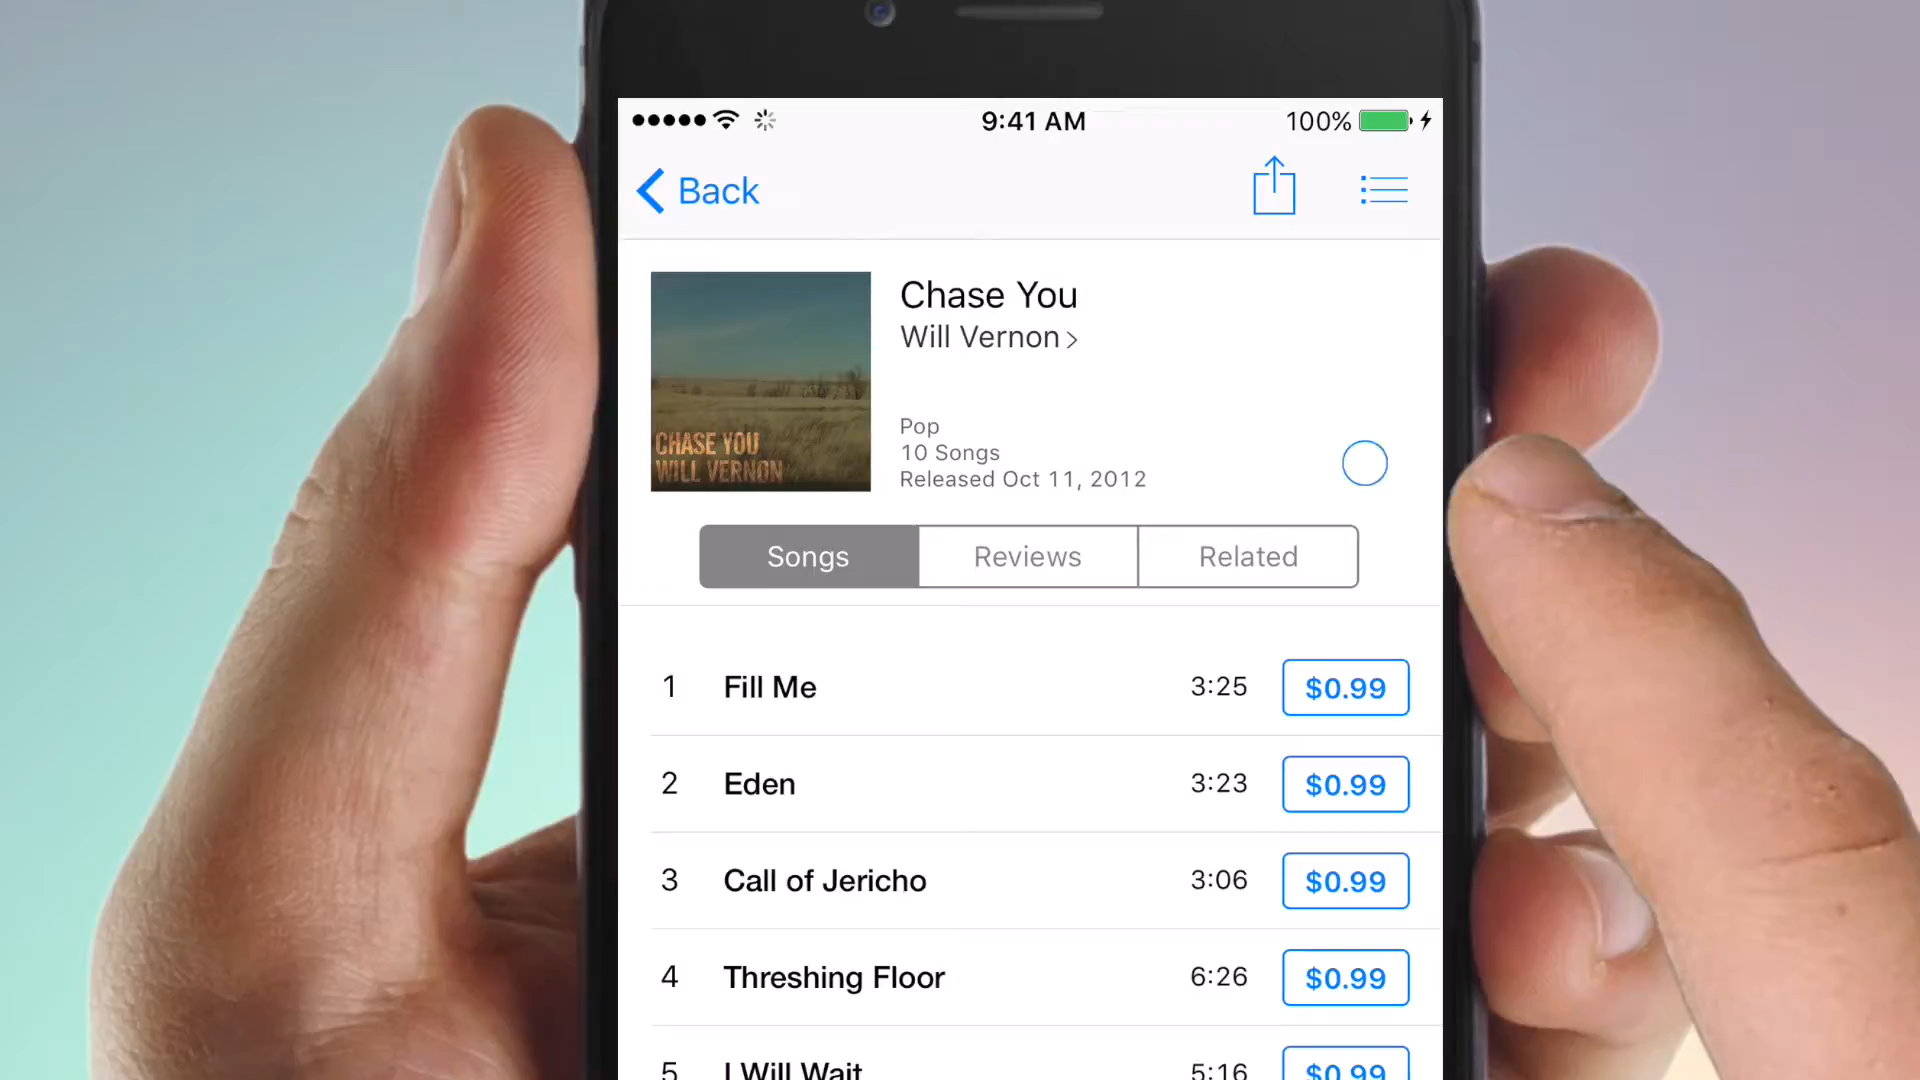 9:41 AM
100%
Back
Chase You
Will Vernon >
CHASE YOU
WILL VERNON
Pop
10 Songs
Released Oct 11, 2012
Songs
Reviews
Related
1 Fill Me 3:25 $0.99
2 Eden 3:23 $0.99
3 Call of Jericho 3:06 $0.99
4 Threshing Floor 6:26 $0.99
5 I Will Wait 5:16 $0.99